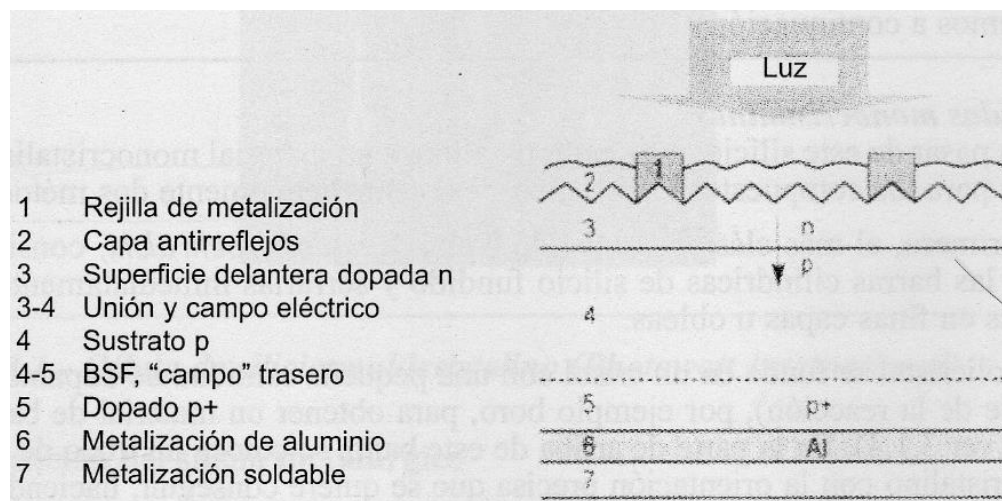 Luz
1 Rejilla de metalización
2 Capa antirreflejos
3 Superficie delantera dopada n
3-4 Unión y campo eléctrico
4 Sustrato p
4-5 BSF, “campo” trasero
5 Dopado p+
6 Metalización de aluminio
7 Metalización soldable
1
2
3 n
p
4
5 p+
6 Al
7